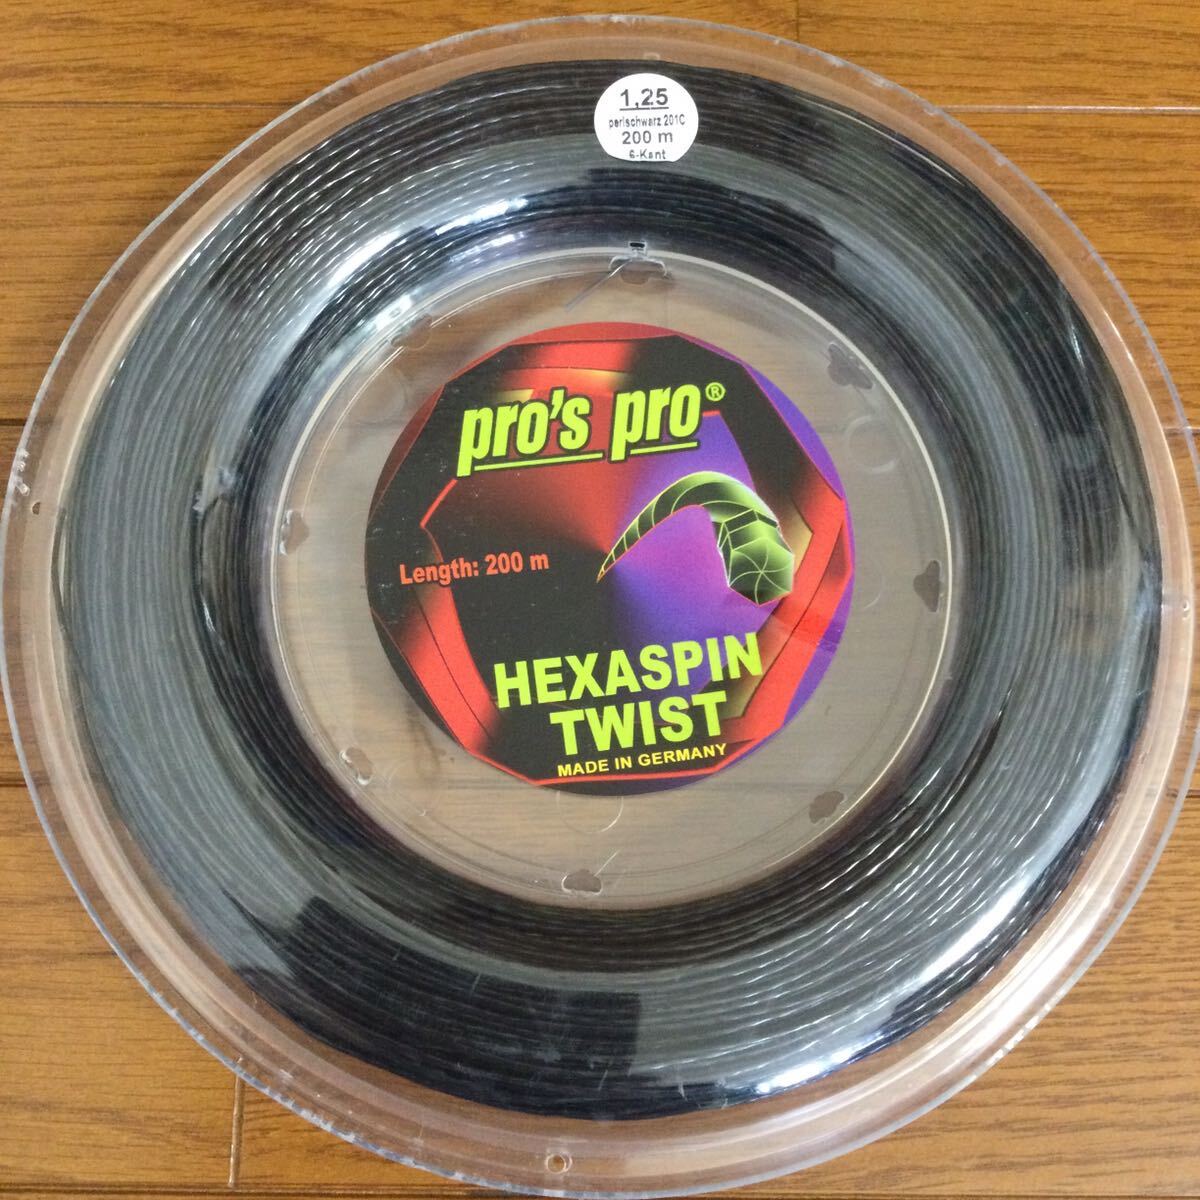 1,25
perlschwarz 201C
200 m
6-Kant
pro's pro®
Length: 200 m
HEXASPIN
TWIST
MADE IN GERMANY